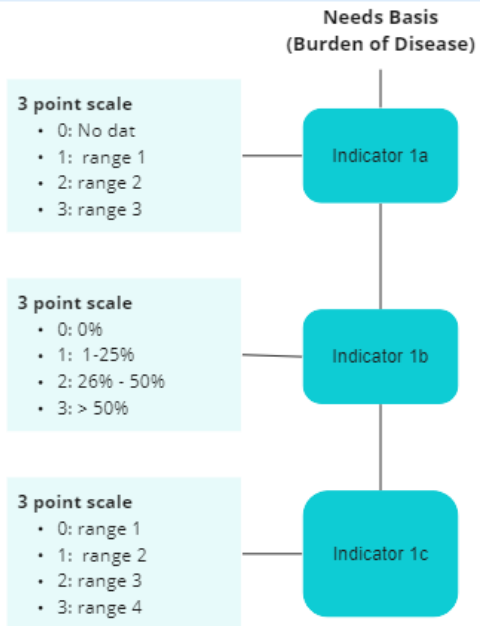 Needs Basis
(Burden of Disease)
3 point scale
• 0: No dat
• 1: range 1
• 2: range 2
• 3: range 3
Indicator 1a
3 point scale
• 0: 0%
• 1: 1-25%
• 2: 26% - 50%
• 3: > 50%
Indicator 1b
3 point scale
• 0: range 1
• 1: range 2
• 2: range 3
• 3: range 4
Indicator 1c